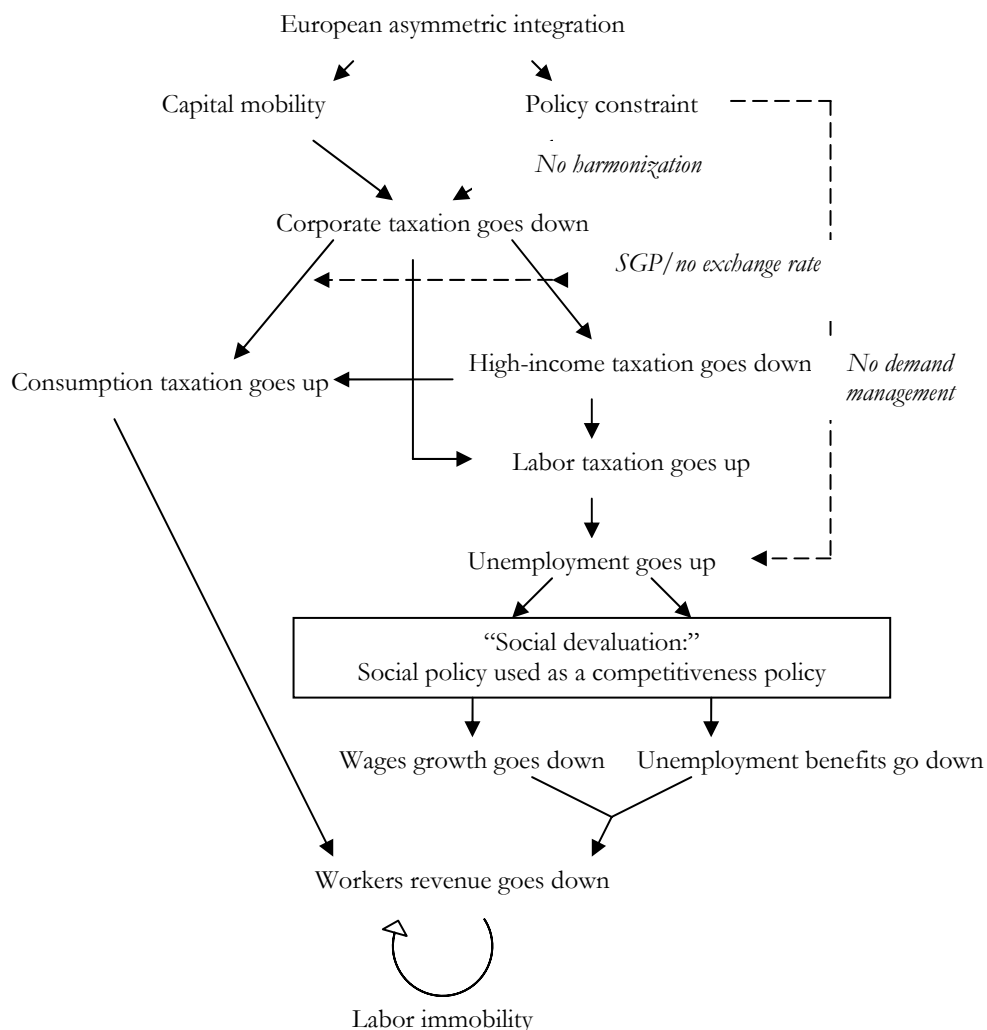 European asymmetric integration
Capital mobility
Policy constraint
No harmonization
Corporate taxation goes down
SGP/no exchange rate
High-income taxation goes down
No demand
management
Consumption taxation goes up
Labor taxation goes up
Unemployment goes up
“Social devaluation:”
Social policy used as a competitiveness policy
Wages growth goes down
Unemployment benefits go down
Workers revenue goes down
Labor immobility